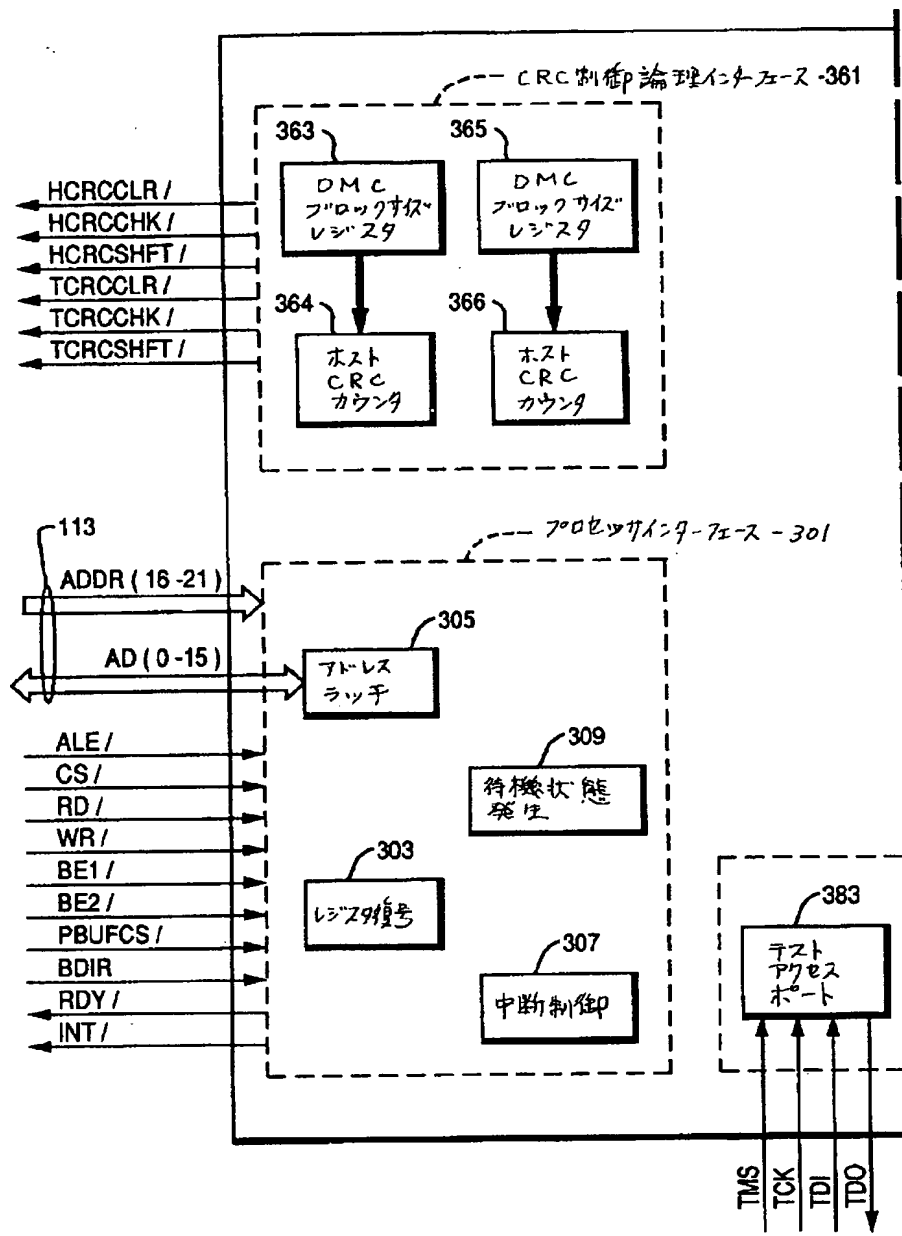 CRC制御論理インターフェース -361
363
365
DMC
ブロックサイズ
レジスタ
DMC
ブロックサイズ
レジスタ
HCRCCLR /
HCRCCHK /
HCRCSHFT /
TCRCCLR /
TCRCCHK /
TCRCSHFT /
364
366
ホスト
CRC
カウンタ
ホスト
CRC
カウンタ
プロセッサインターフェース - 301
113
ADDR ( 16 -21 )
AD ( 0 -15 )
305
アドレス
ラッチ
ALE /
CS /
RD /
WR /
BE1 /
BE2 /
PBUFCS /
BDIR
RDY /
INT /
309
待機状態
発生
303
レジスタ復号
307
中断制御
383
テスト
アクセス
ポート
TMS
TCK
TDI
TDO